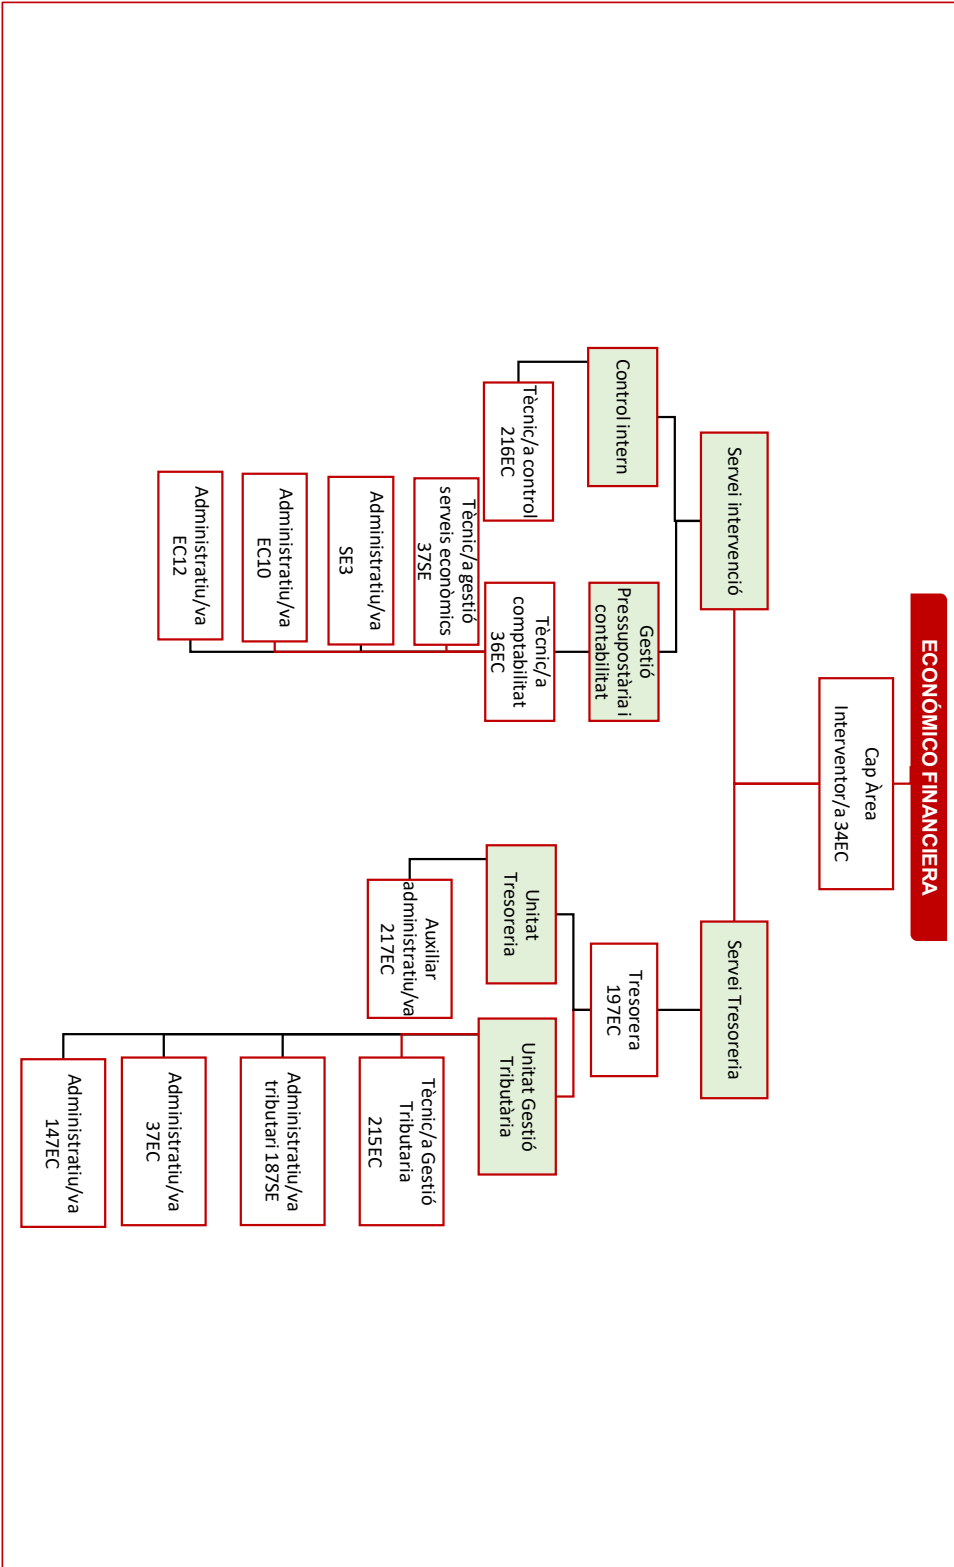 ECONÓMICO FINANCIERA
Cap Àrea
Interventor/a 34EC
Servei intervenció
Control intern
Tècnic/a control
216EC
Gestió
Pressupostària i
contabilitat
Tècnic/a
comptabilitat
36EC
Tècnic/a gestió
serveis econòmics
37SE
Administratiu/va
SE3
Administratiu/va
EC10
Administratiu/va
EC12
Servei Tresoreria
Tresorera
197EC
Unitat
Tresoreria
Auxiliar
administratiu/va
217EC
Unitat Gestió
Tributària
Tècnic/a Gestió
Tributaria
215EC
Administratiu/va
tributari 187SE
Administratiu/va
37EC
Administratiu/va
147EC